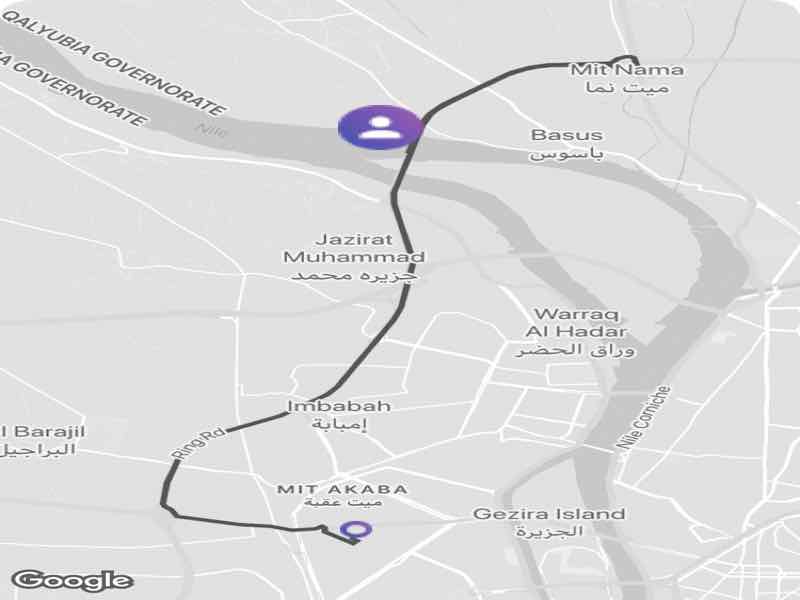 QALYUBIA GOVERNORATE
A GOVERNORATE
Nile
Mit Nama
ميت نما
Basus
باسوس
Jazirat
Muhammad
جزيره محمد
Warraq
Al Hadar
وراق الحضر
Imbabah
إمبابة
Ring Rd
l Barajil
البراجيل
Nile Corniche
MIT AKABA
ميت عقبة
Gezira Island
الجزيرة
Google